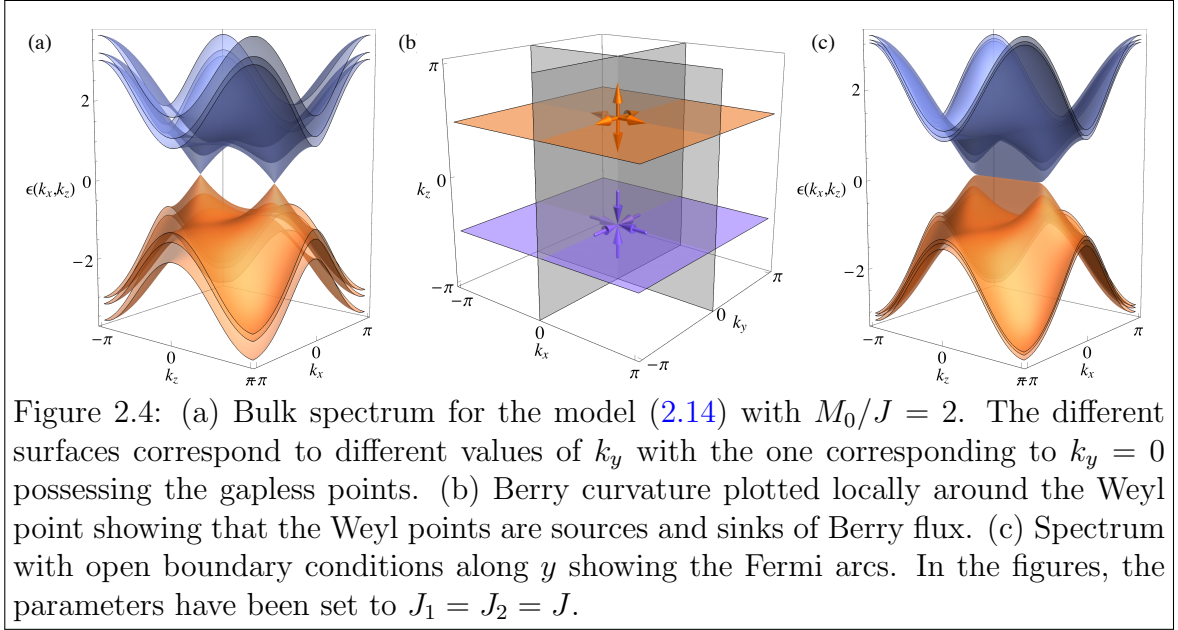 (a)
2
ϵ(kx,kz)
0
−2
−π
0
kz
π
-π
0
kx
π
(b
π
kz
0
−π
−π
0
kx
π
−π
0
ky
π
(c)
2
ϵ(kx,kz)
0
−2
−π
0
kz
π
-π
0
kx
π
Figure 2.4: (a) Bulk spectrum for the model (2.14) with M₀/J = 2. The different
surfaces correspond to different values of ky with the one corresponding to ky = 0
possessing the gapless points. (b) Berry curvature plotted locally around the Weyl
point showing that the Weyl points are sources and sinks of Berry flux. (c) Spectrum
with open boundary conditions along y showing the Fermi arcs. In the figures, the
parameters have been set to J₁ = J₂ = J.